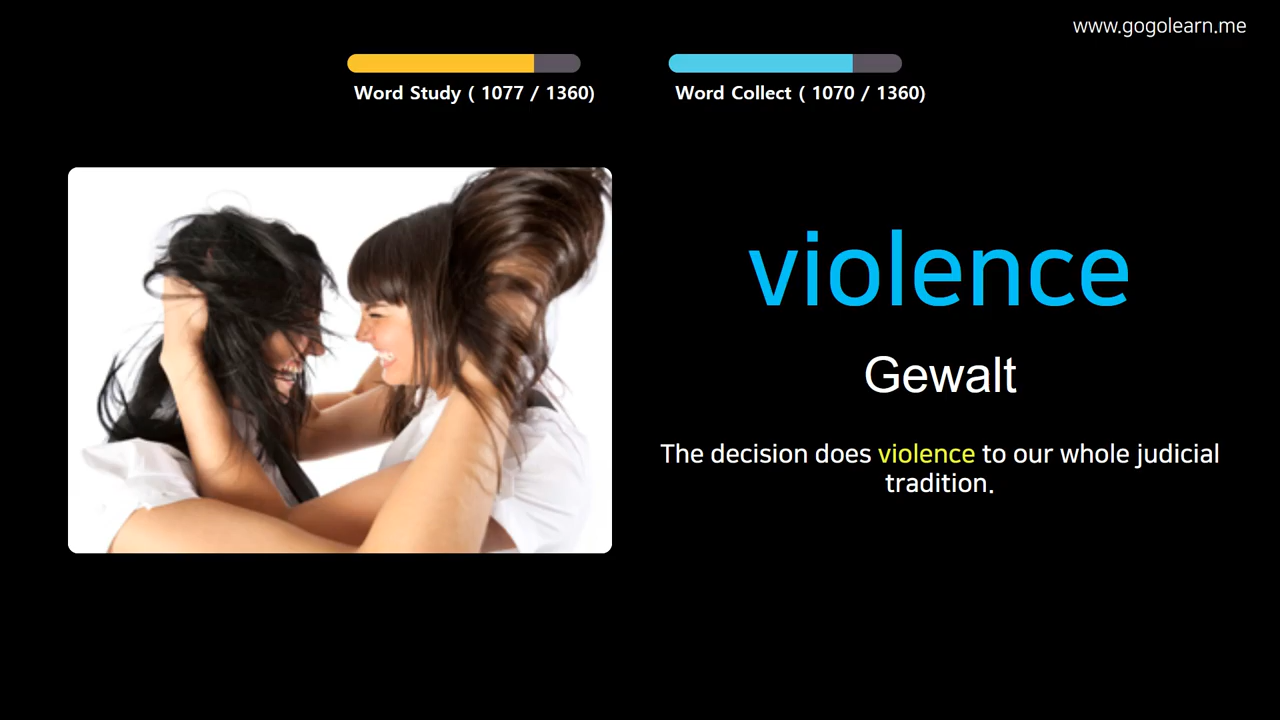 www.gogolearn.me
Word Study ( 1077 / 1360)
Word Collect ( 1070 / 1360)
violence
Gewalt
The decision does violence to our whole judicial
tradition.